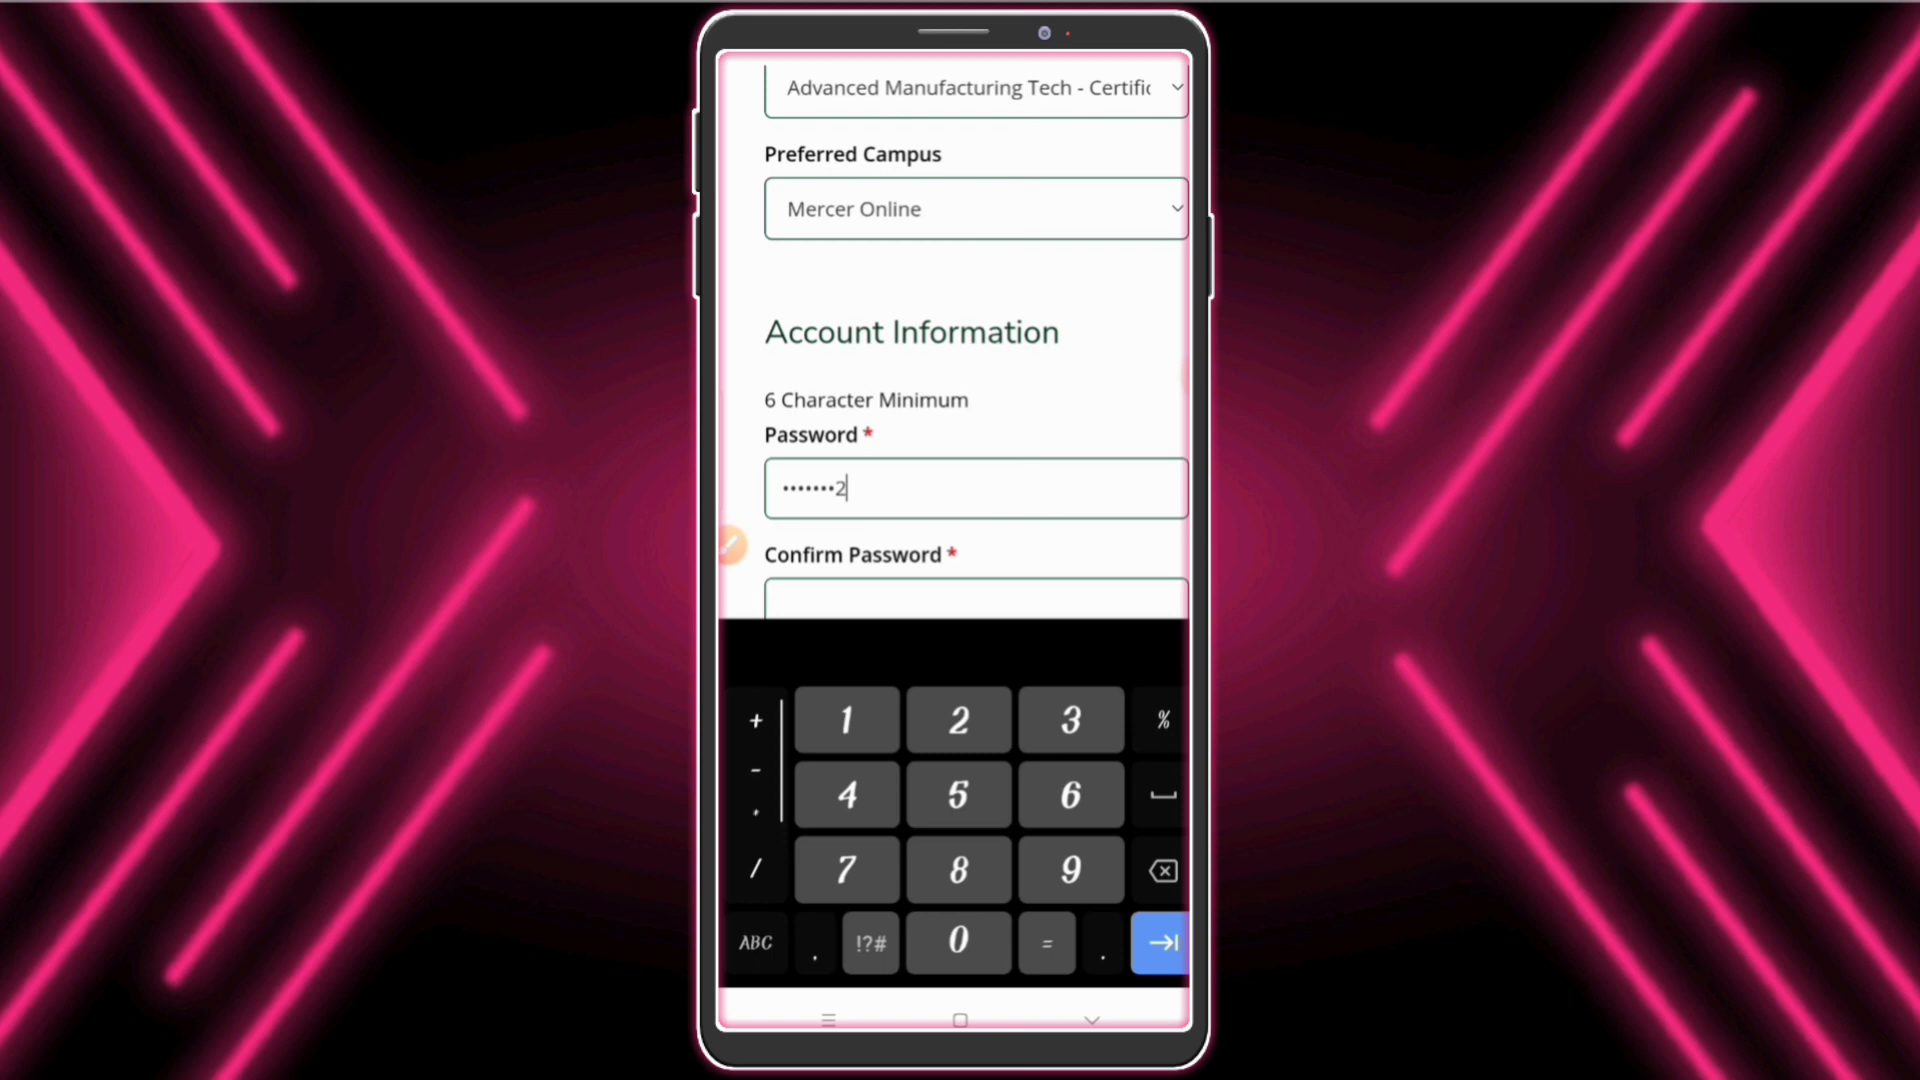 Advanced Manufacturing Tech - Certific
Preferred Campus
Mercer Online
Account Information
6 Character Minimum
Password *
•••••••2
Confirm Password *
+ 1 2 3 %
- 4 5 6
/ 7 8 9
ABC , !?# 0 = .